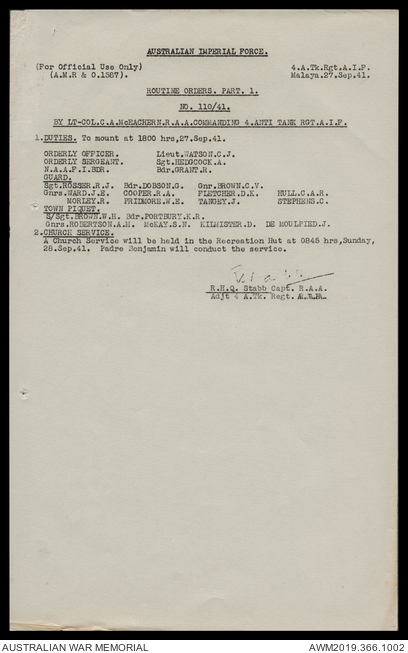 AUSTRALIAN IMPERIAL FORCE.
(For Official Use Only) 4.A.Tk.Rgt.A.I.F.
(A.M.R & O.1587). Malaya.27.Sep.41.
ROUTINE ORDERS. PART. 1.
NO. 110/41.
BY LT-COL.C.A.McEACHERN.R.A.A.COMMANDING 4.ANTI TANK RGT.A.I.F.
1.DUTIES. To mount at 1800 hrs,27.Sep.41.
ORDERLY OFFICER. Lieut.WATSON.C.J.
ORDERLY SERGEANT. Sgt.HEDGCOCK.A.
N.A.A.F.I.BDR. Bdr.GRANT.R.
GUARD.
Sgt.ROSSER.R.J. Bdr.DOBSON.G. Gnr.BROWN.C.V.
Gnrs.WARD.J.E. COOPER.R.A. FLETCHER.D.K. HULL.C.A.R.
MORLEY.R. PRIDMORE.W.E. TANGEY.J. STEPHENS.C.
TOWN PIQUET.
S/Sgt.BROWN.W.H. Bdr.PORTBURY.K.R.
Gnrs.ROBERTSON.A.M. McKAY.S.N. KILMISTER.D. DE MOULPIED.J.
2.CHURCH SERVICE.
A Church Service will be held in the Recreation Hut at 0845 hrs,Sunday,
28.Sep.41. Padre Benjamin will conduct the service.
R.H.Q. Stabb Capt. R.A.A.
Adjt 4 A.Tk. Regt.
AUSTRALIAN WAR MEMORIAL AWM2019.366.1002